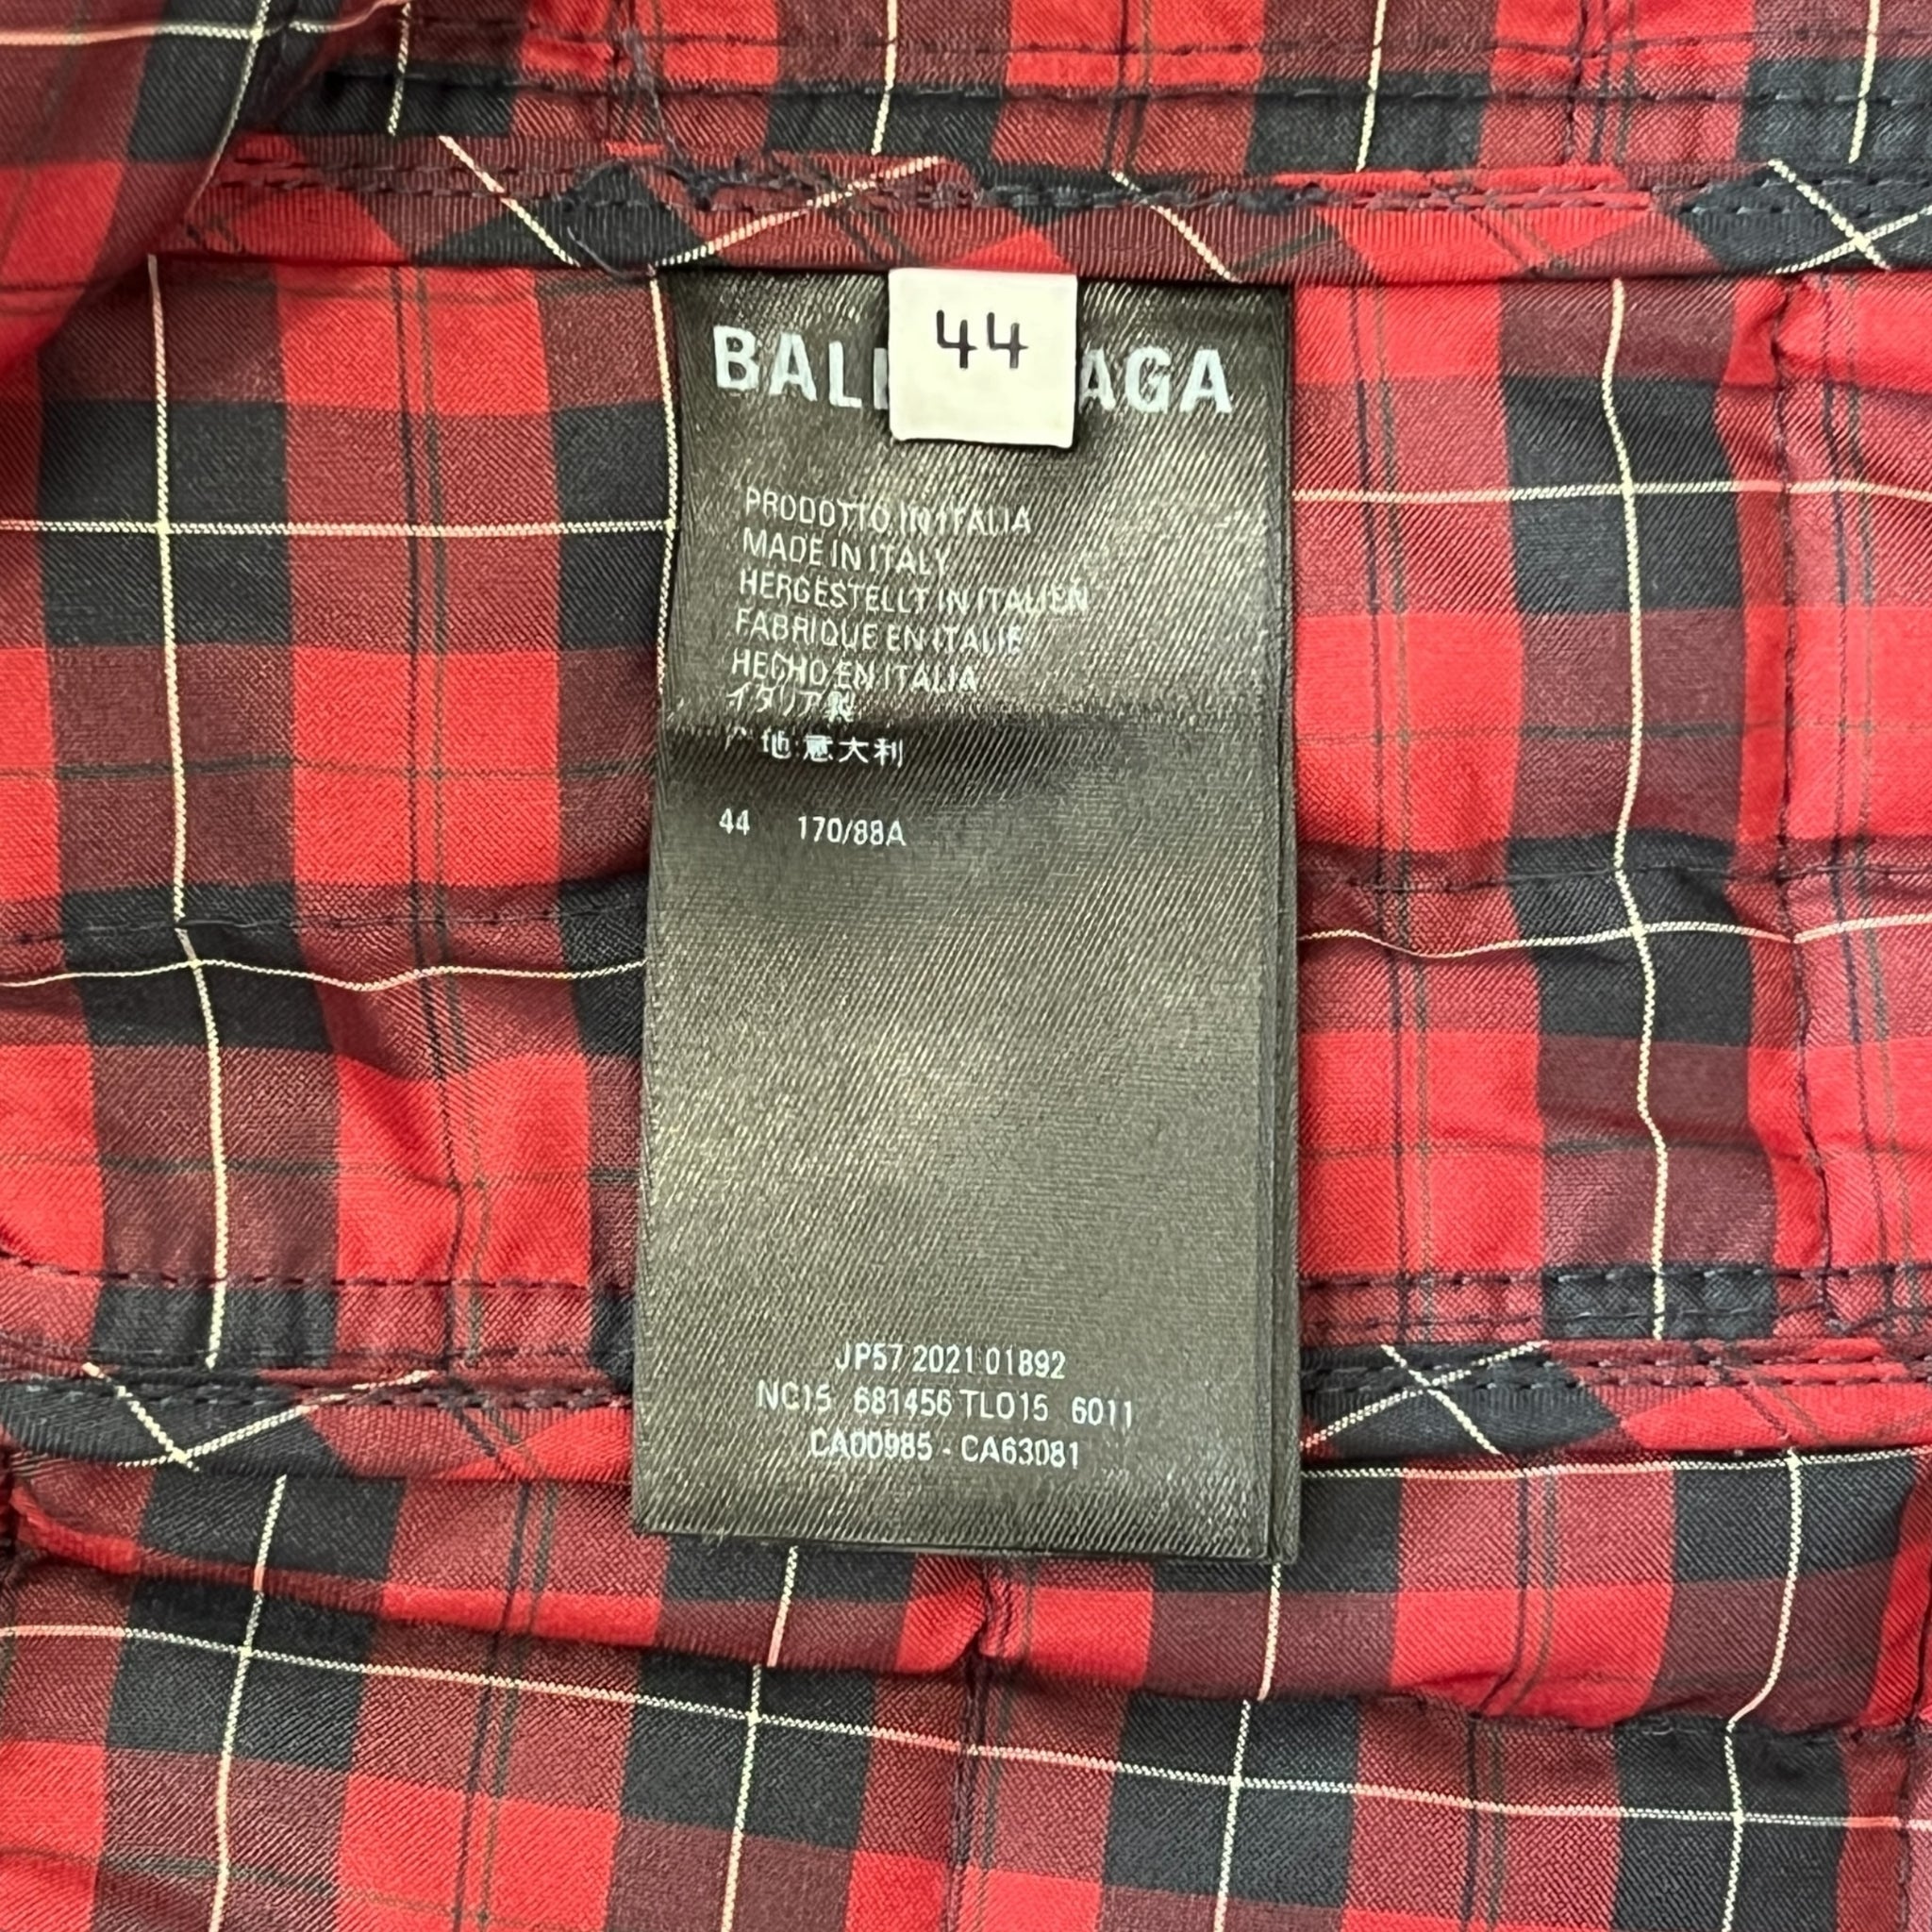 44
BAL AGA
PRODOTTO IN ITALIA
MADE IN ITALY
HERGESTELLT IN ITALIEN
FABRIQUE EN ITALIE
HECHO EN ITALIA
イタリア製
产地:意大利
44 170/88A
JP57 2021 01892
NC15 681456 TLO15 6011
CA00985 - CA63081